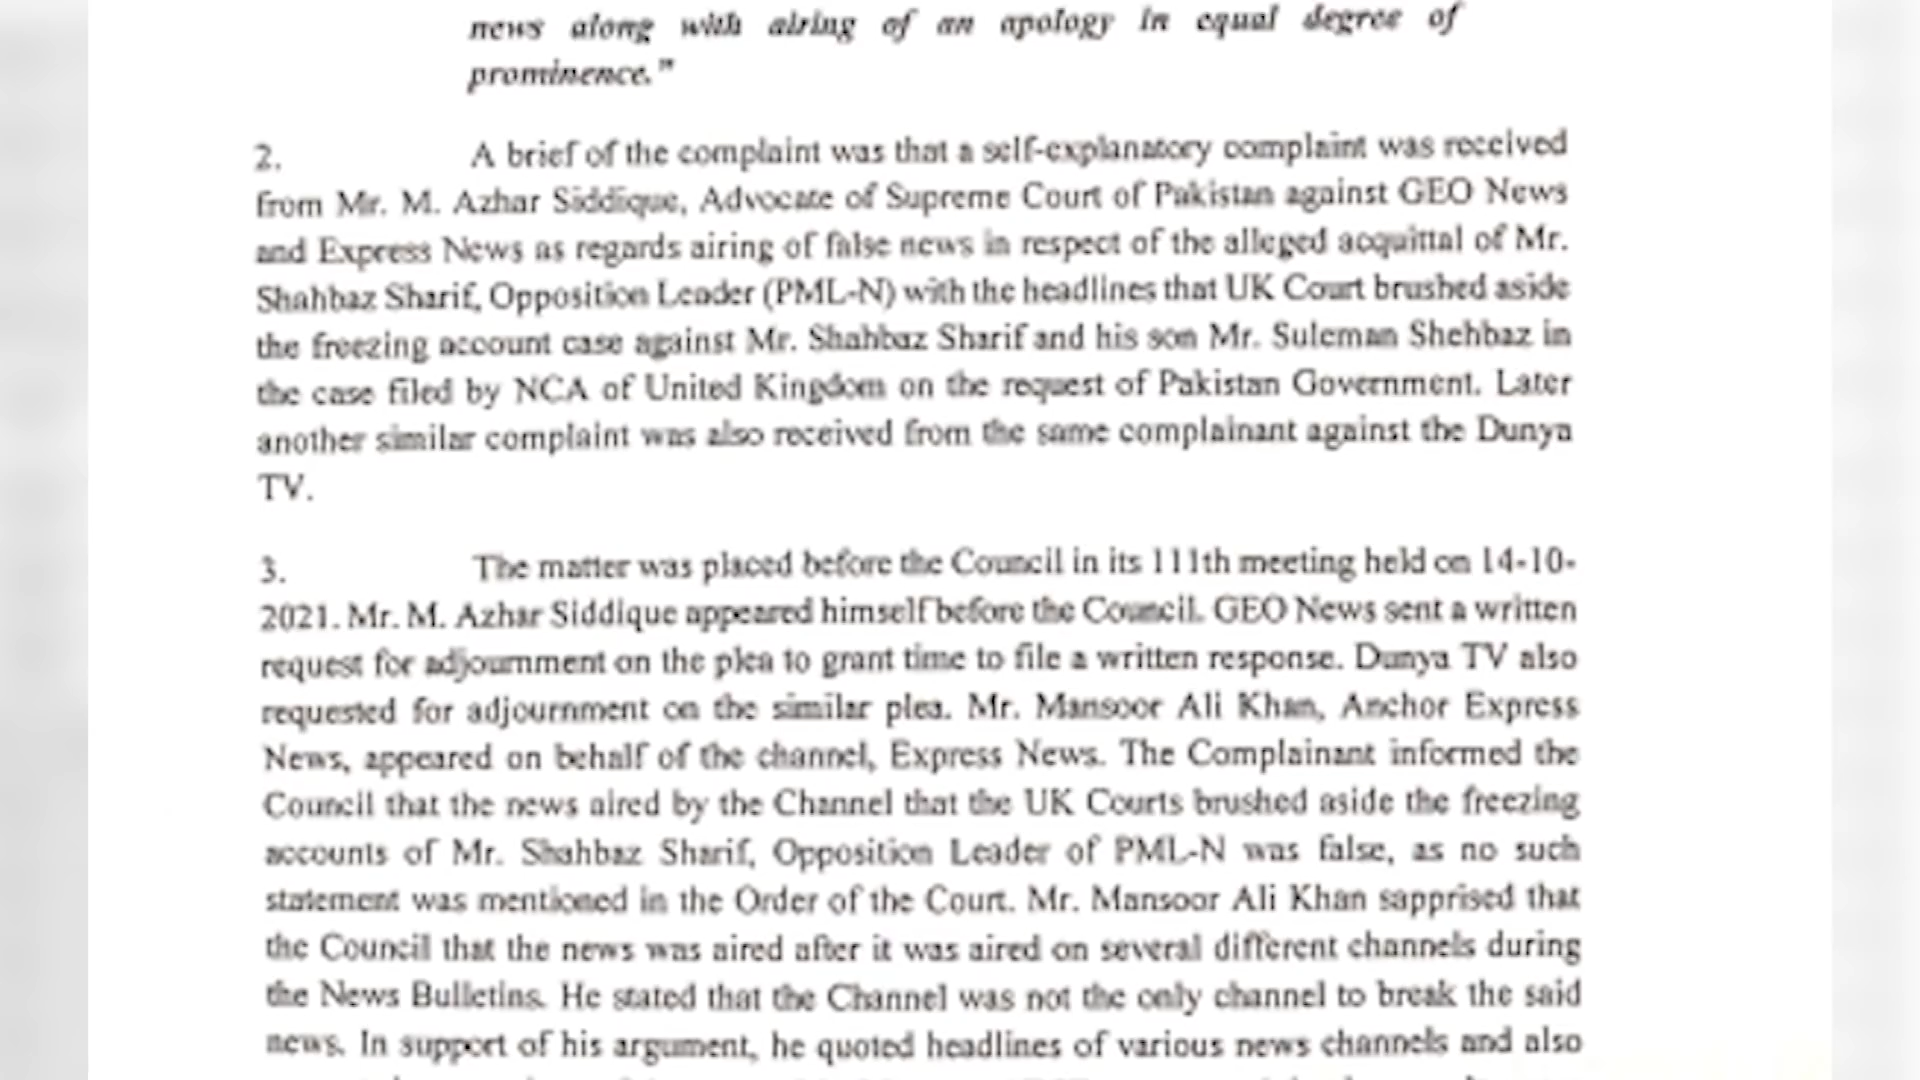 news along with airing of an apology in equal degree of
prominence."
2. A brief of the complaint was that a self-explanatory complaint was received
from Mr. M. Azhar Siddique, Advocate of Supreme Court of Pakistan against GEO News
and Express News as regards airing of false news in respect of the alleged acquittal of Mr.
Shahbaz Sharif, Opposition Leader (PML-N) with the headlines that UK Court brushed aside
the freezing account case against Mr. Shahbaz Sharif and his son Mr. Suleman Shehbaz in
the case filed by NCA of United Kingdom on the request of Pakistan Government. Later
another similar complaint was also received from the same complainant against the Dunya
TV.
3. The matter was placed before the Council in its 111th meeting held on 14-10-
2021. Mr. M. Azhar Siddique appeared himself before the Council. GEO News sent a written
request for adjournment on the plea to grant time to file a written response. Dunya TV also
requested for adjournment on the similar plea. Mr. Mansoor Ali Khan, Anchor Express
News, appeared on behalf of the channel, Express News. The Complainant informed the
Council that the news aired by the Channel that the UK Courts brushed aside the freezing
accounts of Mr. Shahbaz Sharif, Opposition Leader of PML-N was false, as no such
statement was mentioned in the Order of the Court. Mr. Mansoor Ali Khan sapprised that
the Council that the news was aired after it was aired on several different channels during
the News Bulletins. He stated that the Channel was not the only channel to break the said
news. In support of his argument, he quoted headlines of various news channels and also